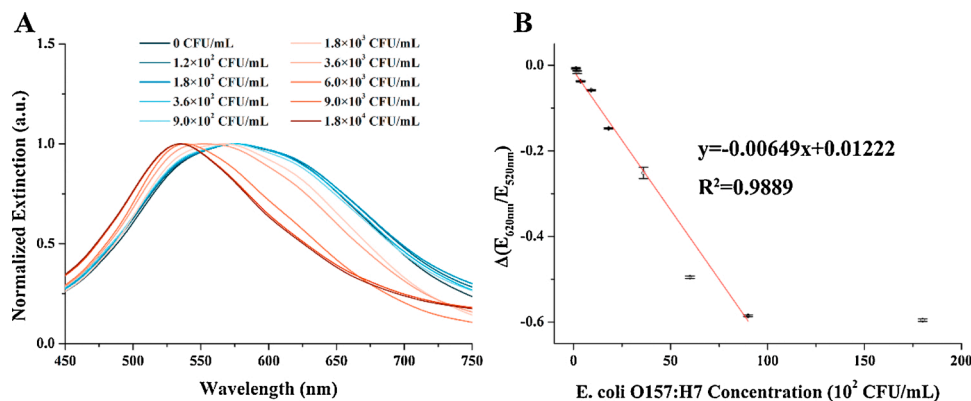 A
B
0 CFU/mL
1.2×10² CFU/mL
1.8×10² CFU/mL
3.6×10² CFU/mL
9.0×10² CFU/mL
1.8×10³ CFU/mL
3.6×10³ CFU/mL
6.0×10³ CFU/mL
9.0×10³ CFU/mL
1.8×10⁴ CFU/mL
Normalized Extinction (a.u.)
1.5
1.0
0.5
0.0
450 500 550 600 650 700 750
Wavelength (nm)
Δ(E620nm/E520nm)
0.0
-0.2
-0.4
-0.6
y=-0.00649x+0.01222
R²=0.9889
0 50 100 150 200
E. coli O157:H7 Concentration (10² CFU/mL)